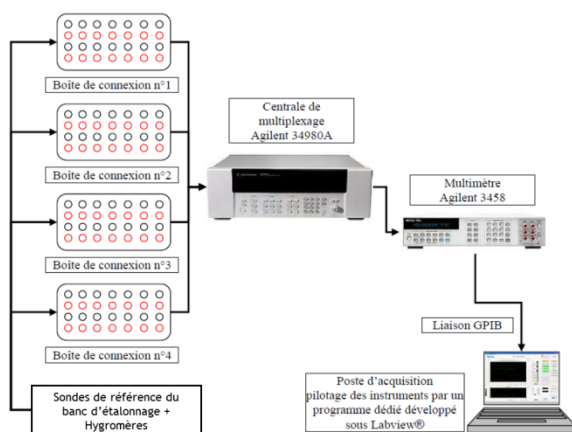 Boîte de connexion n°1
Boîte de connexion n°2
Boîte de connexion n°3
Boîte de connexion n°4
Sondes de référence du
banc d'étalonnage +
Hygromères
Centrale de
multiplexage
Agilent 34980A
Multimètre
Agilent 3458
Liaison GPIB
Poste d'acquisition
pilotage des instruments par un
programme dédié développé
sous Labview®